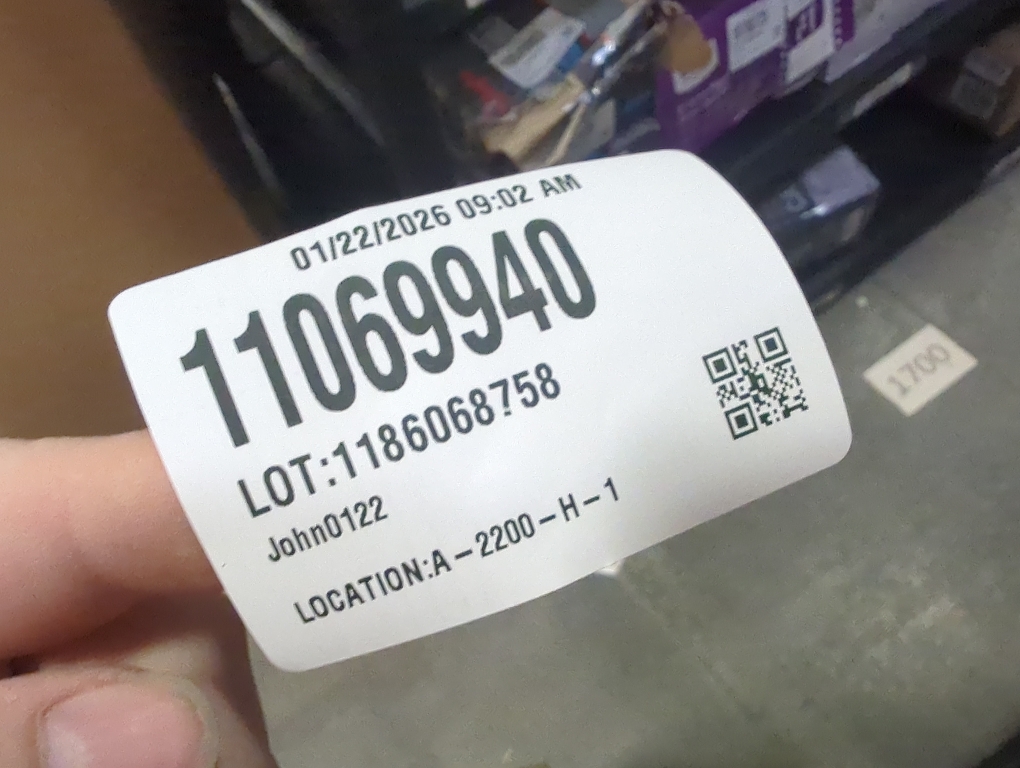 01/22/2026 09:02 AM
11069940
LOT:1186068758
John0122
LOCATION:A-2200-H-1
1700